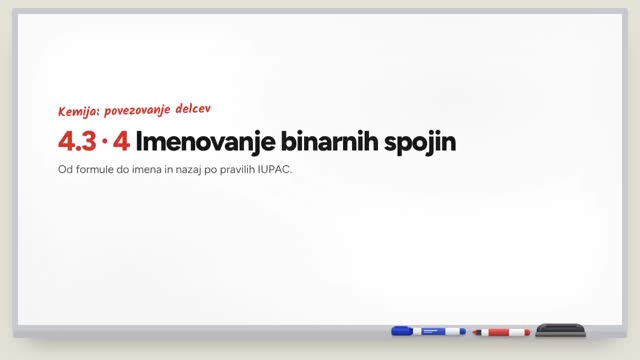 Kemija: povezovanje delcev
4.3 · 4 Imenovanje binarnih spojin
Od formule do imena in nazaj po pravilih IUPAC.